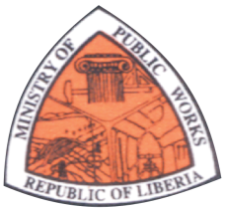 MINISTRY OF PUBLIC WORKS
REPUBLIC OF LIBERIA